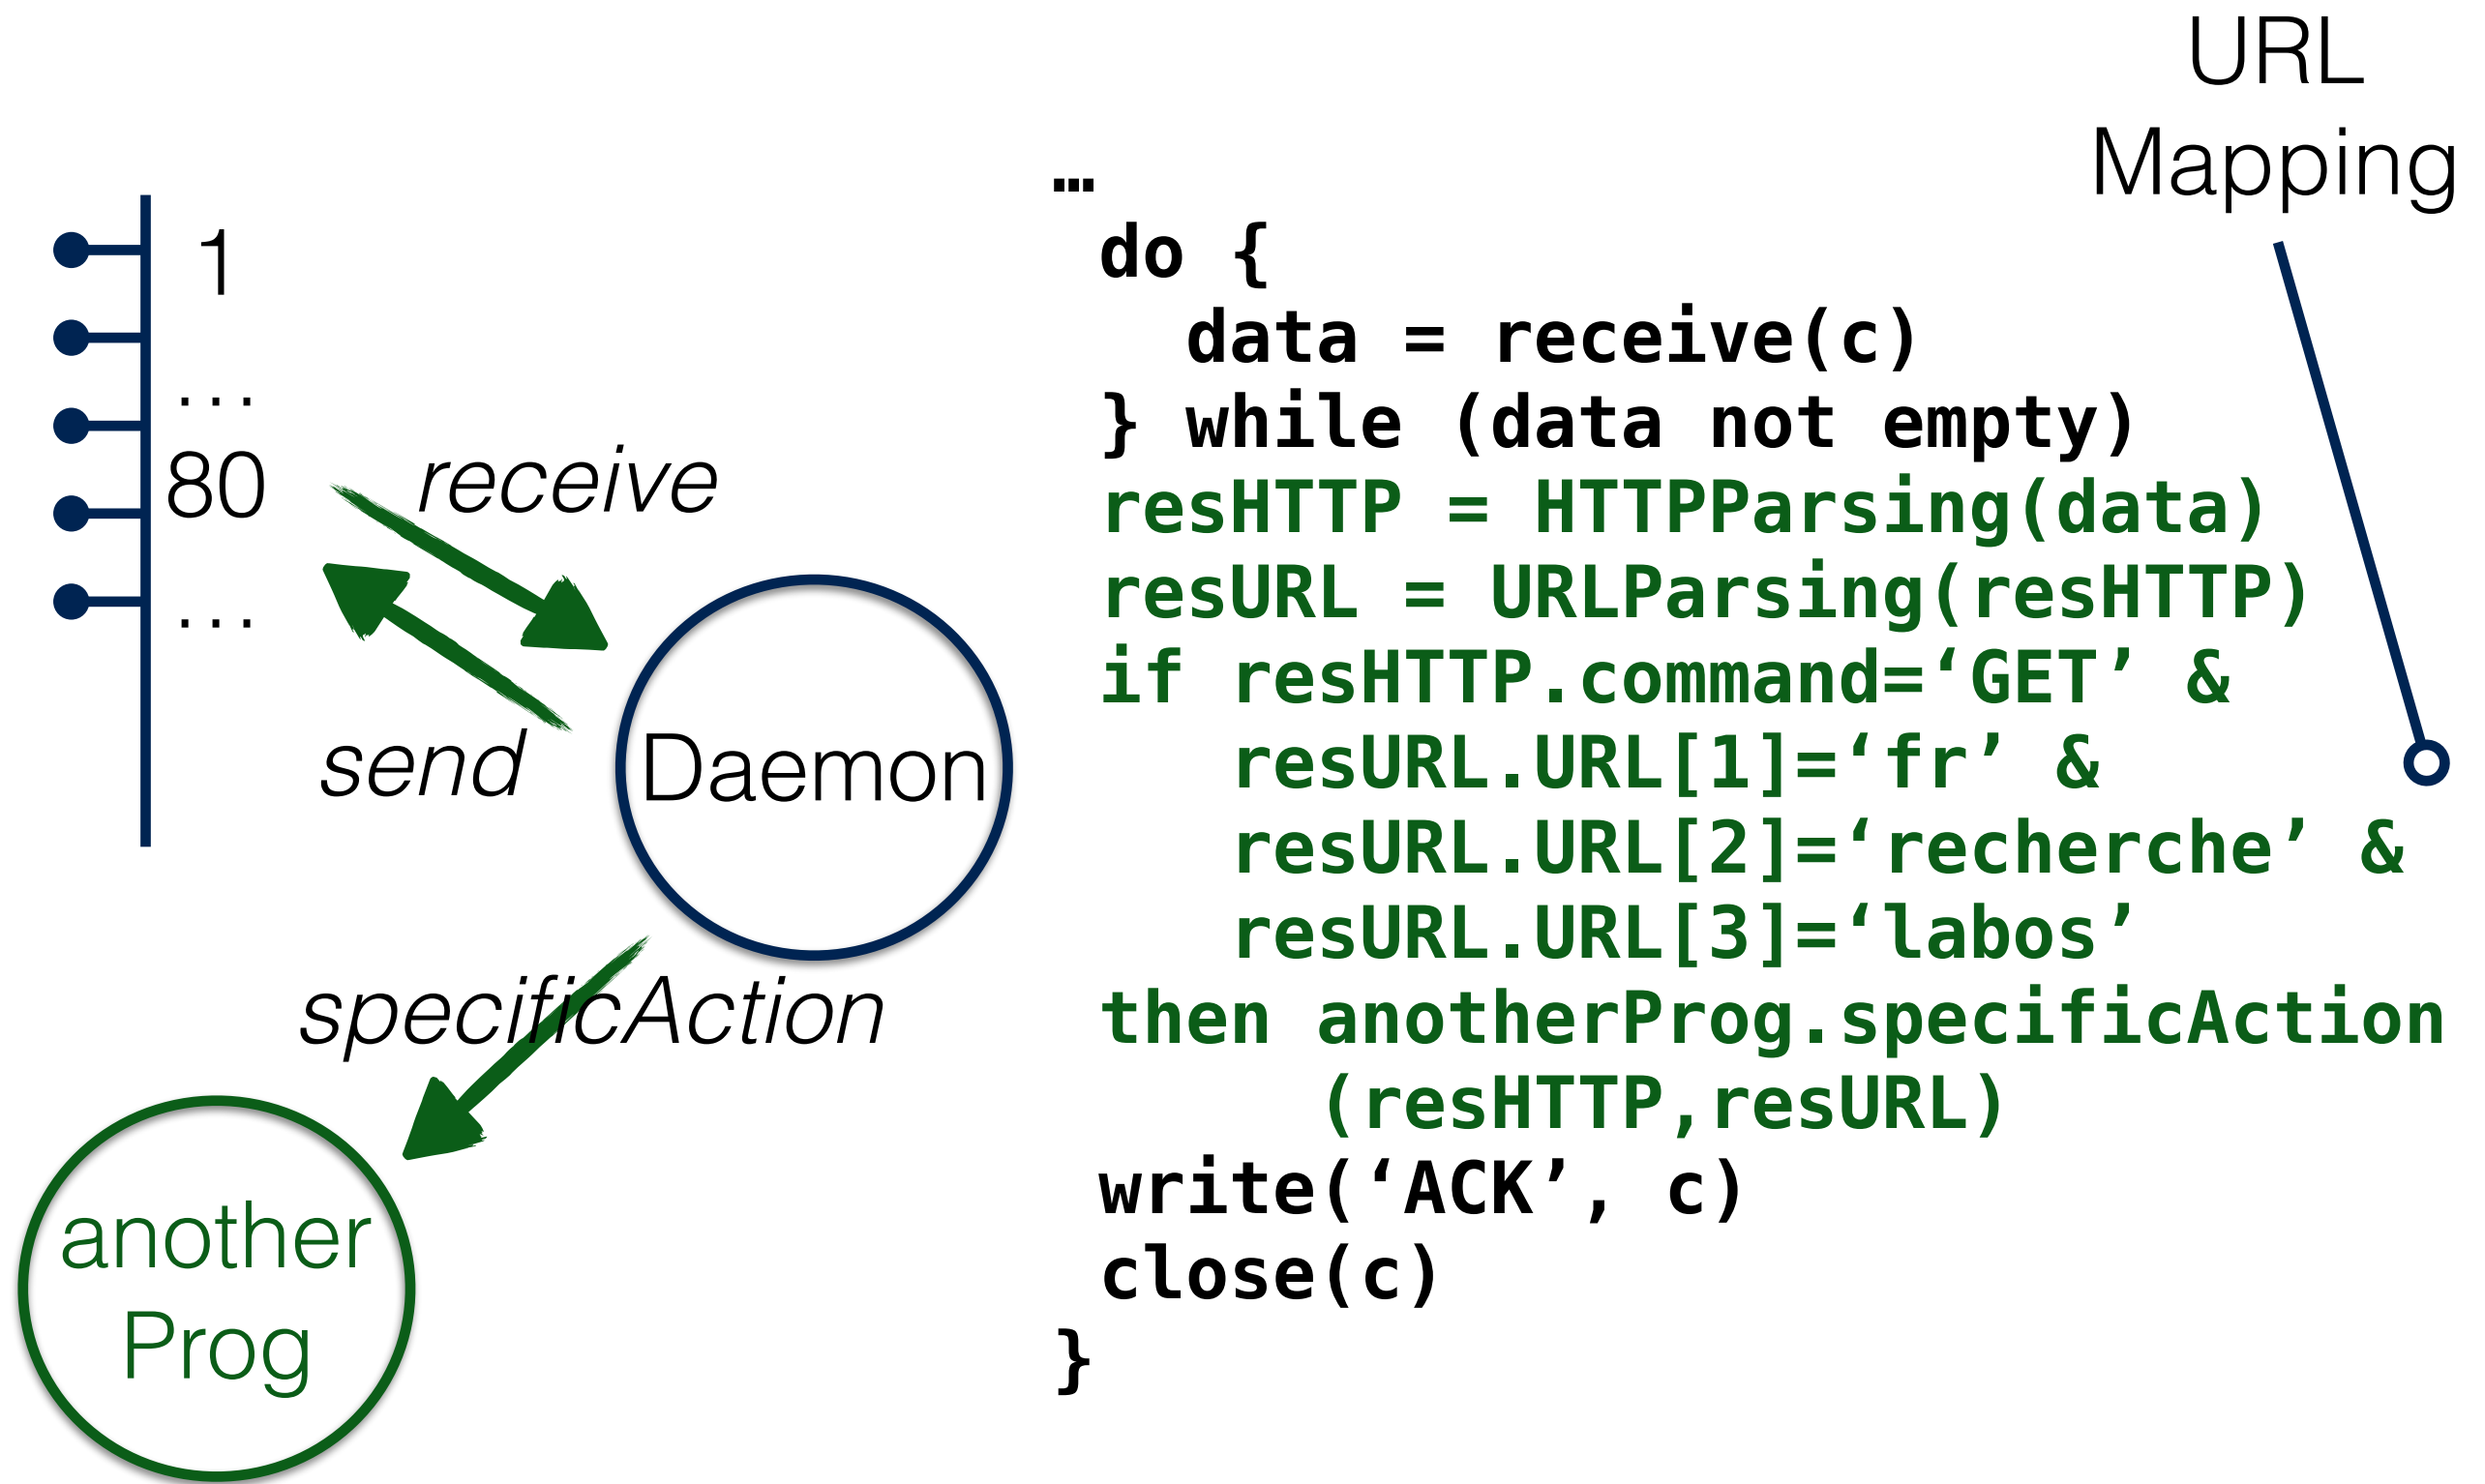 URL
Mapping
1
...
80
...
receive
send
Daemon
specificAction
another
Prog
…
do {
data = receive(c)
} while (data not empty)
resHTTP = HTTPParsing(data)
resURL = URLParsing(resHTTP)
if resHTTP.command=‘GET’ &
resURL.URL[1]=‘fr’ &
resURL.URL[2]=‘recherche’ &
resURL.URL[3]=‘labos’
then anotherProg.specificAction
(resHTTP,resURL)
write(‘ACK’, c)
close(c)
}